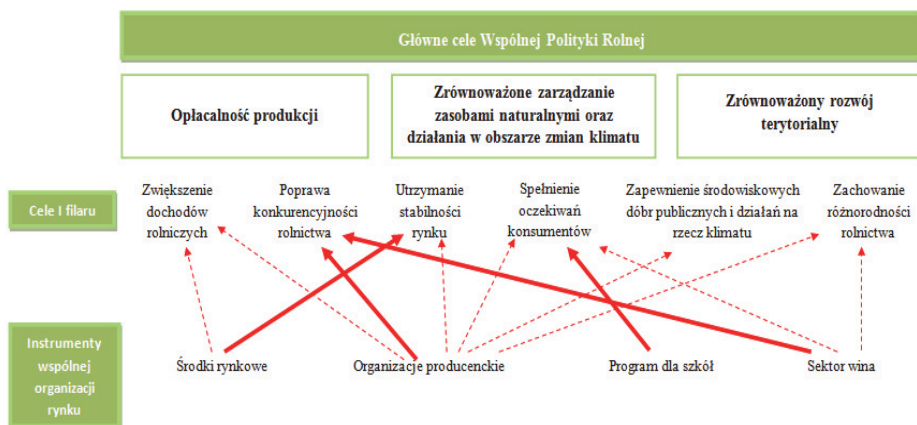 Główne cele Wspólnej Polityki Rolnej
Opłacalność produkcji
Zrównoważone zarządzanie
zasobami naturalnymi oraz
działania w obszarze zmian klimatu
Zrównoważony rozwój
terytorialny
Cele I filaru
Zwiększenie
dochodów
rolniczych
Poprawa
konkurencyjności
rolnictwa
Utrzymanie
stabilności
rynku
Spełnienie
oczekiwań
konsumentów
Zapewnienie środowiskowych
dóbr publicznych i działań na
rzecz klimatu
Zachowanie
różnorodności
rolnictwa
Instrumenty
wspólnej
organizacji
rynku
Środki rynkowe
Organizacje producenckie
Program dla szkół
Sektor wina